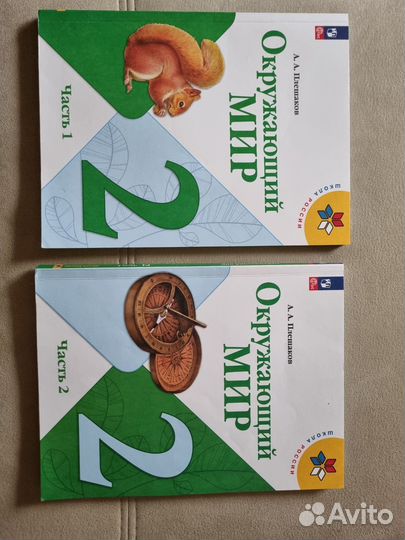 А. А. Плешаков
Окружающий
МИР
2
Часть 1
ШКОЛА РОССИИ
А. А. Плешаков
Окружающий
МИР
2
Часть 2
ШКОЛА РОССИИ
Avito